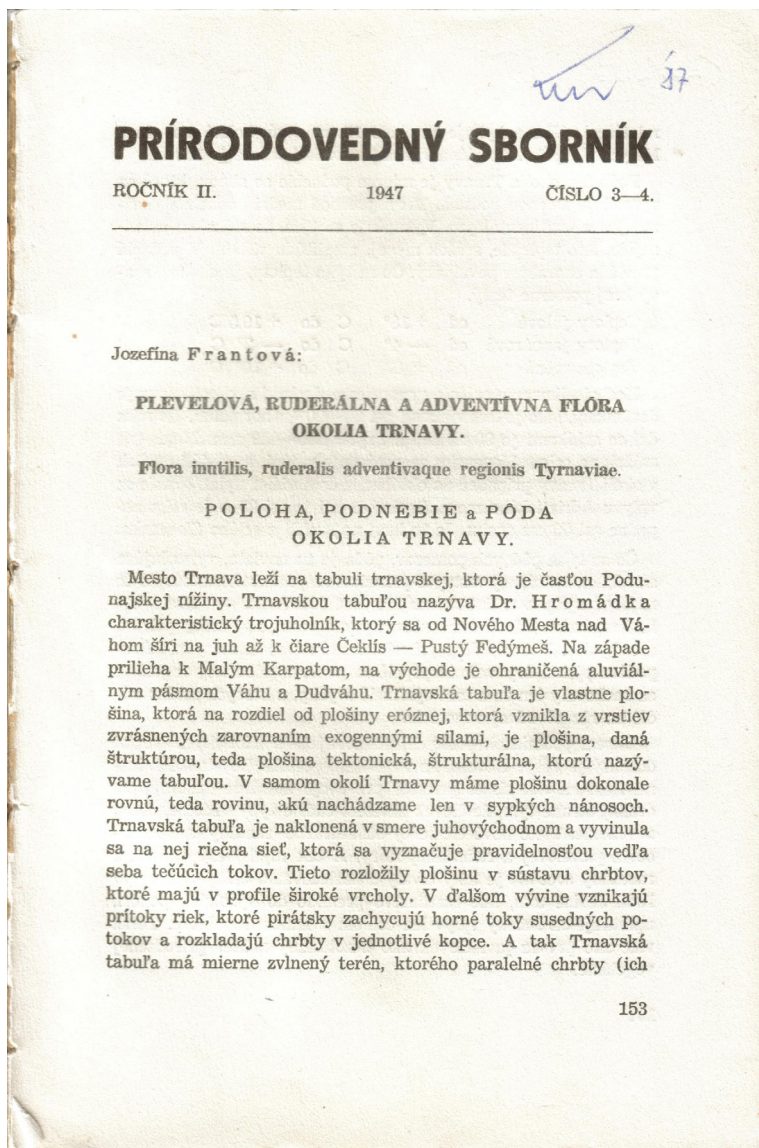 37
PRÍRODOVEDNÝ SBORNÍK
ROČNÍK II. 1947 ČÍSLO 3—4.
Jozefína Frantová:
PLEVELOVÁ, RUDERÁLNA A ADVENTÍVNA FLÓRA
OKOLIA TRNAVY.
Flora inutilis, ruderalis adventivaque regionis Tyrnaviae.
POLOHA, PODNEBIE a PÔDA
OKOLIA TRNAVY.
Mesto Trnava leží na tabuli trnavskej, ktorá je časťou Podu-
najskej nížiny. Trnavskou tabuľou nazýva Dr. Hromádka
charakteristický trojuholník, ktorý sa od Nového Mesta nad Vá-
hom šíri na juh až k čiare Čeklís — Pustý Fedýmeš. Na západe
prilieha k Malým Karpatom, na východe je ohraničená aluviál-
nym pásmom Váhu a Dudváhu. Trnavská tabuľa je vlastne plo-
šina, ktorá na rozdiel od plošiny eróznej, ktorá vznikla z vrstiev
zvrásnených zarovnaním exogennými silami, je plošina, daná
štruktúrou, teda plošina tektonická, štrukturálna, ktorú nazý-
vame tabuľou. V samom okolí Trnavy máme plošinu dokonale
rovnú, teda rovinu, akú nachádzame len v sypkých nánosoch.
Trnavská tabuľa je naklonená v smere juhovýchodnom a vyvinula
sa na nej riečna sieť, ktorá sa vyznačuje pravidelnosťou vedľa
seba tečúcich tokov. Tieto rozložily plošinu v sústavu chrbtov,
ktoré majú v profile široké vrcholy. V ďalšom vývine vznikajú
prítoky riek, ktoré pirátsky zachycujú horné toky susedných po-
tokov a rozkladajú chrbty v jednotlivé kopce. A tak Trnavská
tabuľa má mierne zvlnený terén, ktorého paralelné chrbty (ich
153